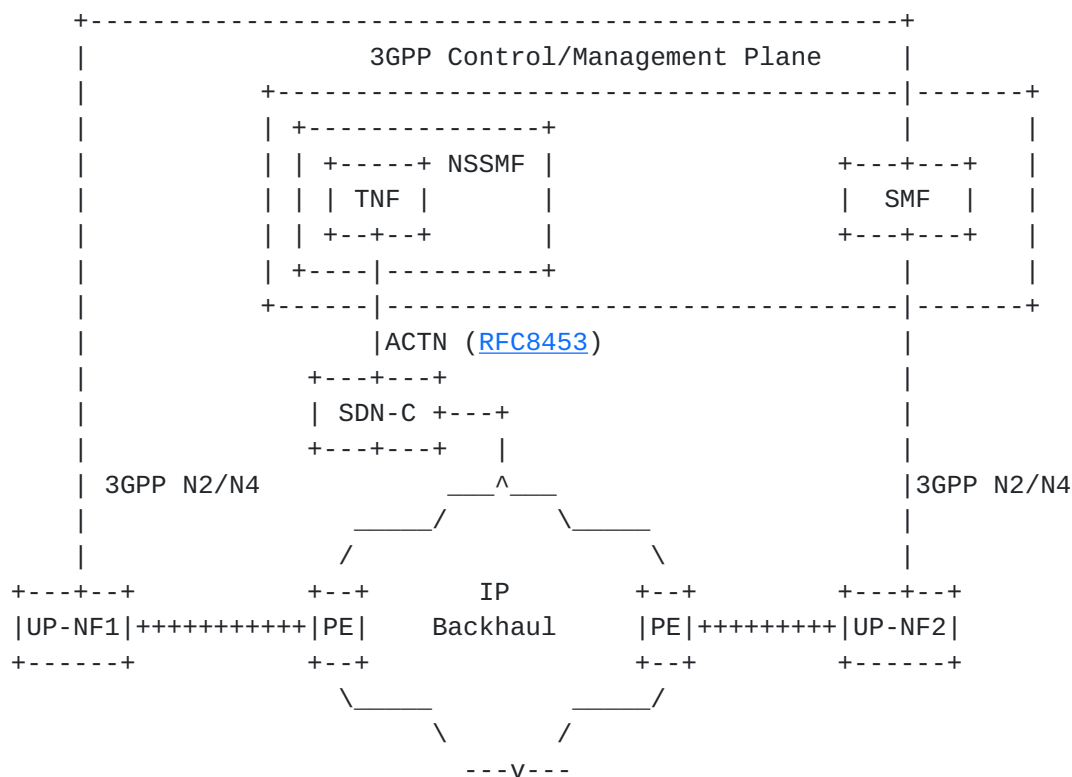 3GPP Control/Management Plane
NSSMF
TNF SMF
ACTN (RFC8453)
SDN-C
3GPP N2/N4 3GPP N2/N4
IP
UP-NF1 PE Backhaul PE UP-NF2